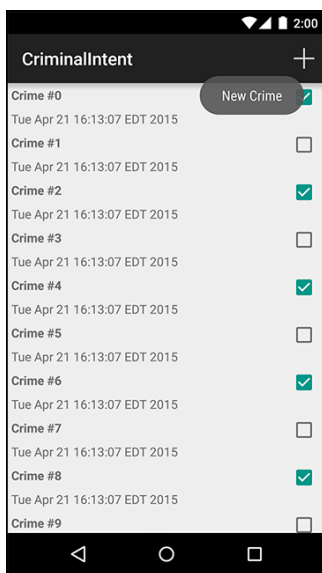 2:00
CriminalIntent
New Crime
Crime #0
Tue Apr 21 16:13:07 EDT 2015
Crime #1
Tue Apr 21 16:13:07 EDT 2015
Crime #2
Tue Apr 21 16:13:07 EDT 2015
Crime #3
Tue Apr 21 16:13:07 EDT 2015
Crime #4
Tue Apr 21 16:13:07 EDT 2015
Crime #5
Tue Apr 21 16:13:07 EDT 2015
Crime #6
Tue Apr 21 16:13:07 EDT 2015
Crime #7
Tue Apr 21 16:13:07 EDT 2015
Crime #8
Tue Apr 21 16:13:07 EDT 2015
Crime #9